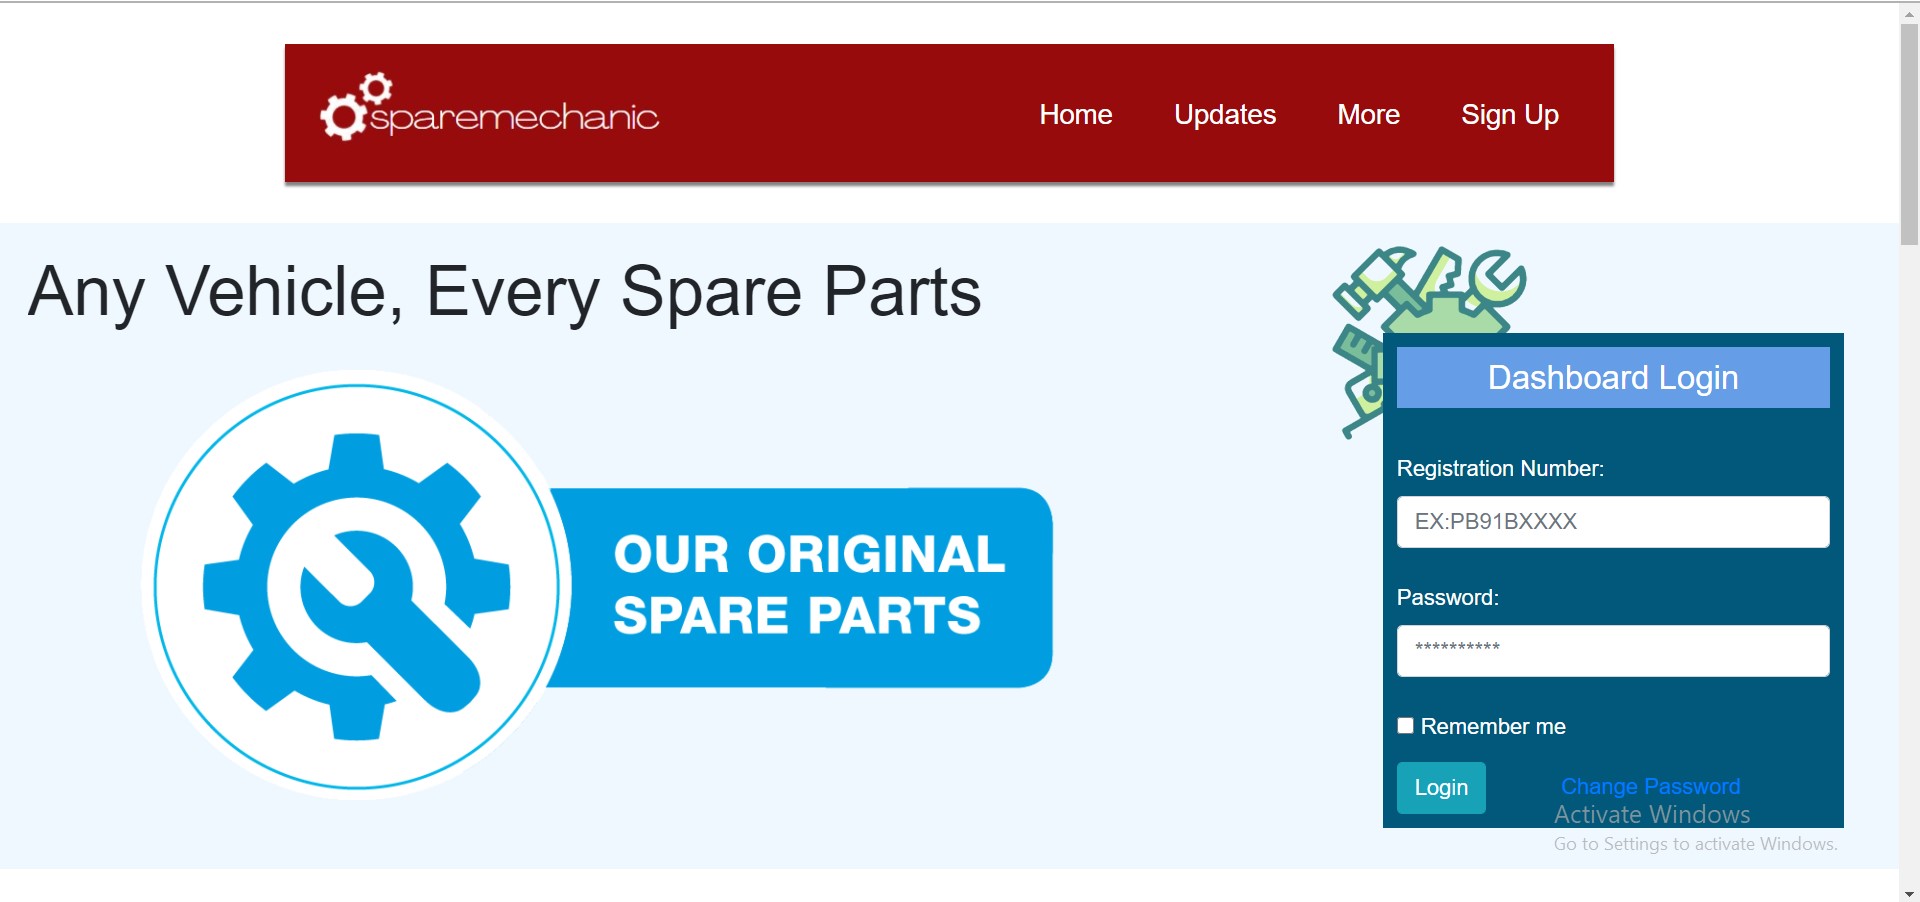 sparemechanic
Home
Updates
More
Sign Up
Any Vehicle, Every Spare Parts
OUR ORIGINAL
SPARE PARTS
Dashboard Login
Registration Number:
EX:PB91BXXXX
Password:
**********
Remember me
Login
Change Password
Activate Windows
Go to Settings to activate Windows.